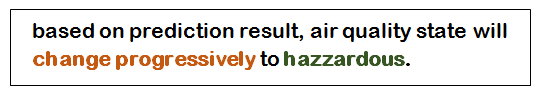 based on prediction result, air quality state will
change progressively to hazzardous.